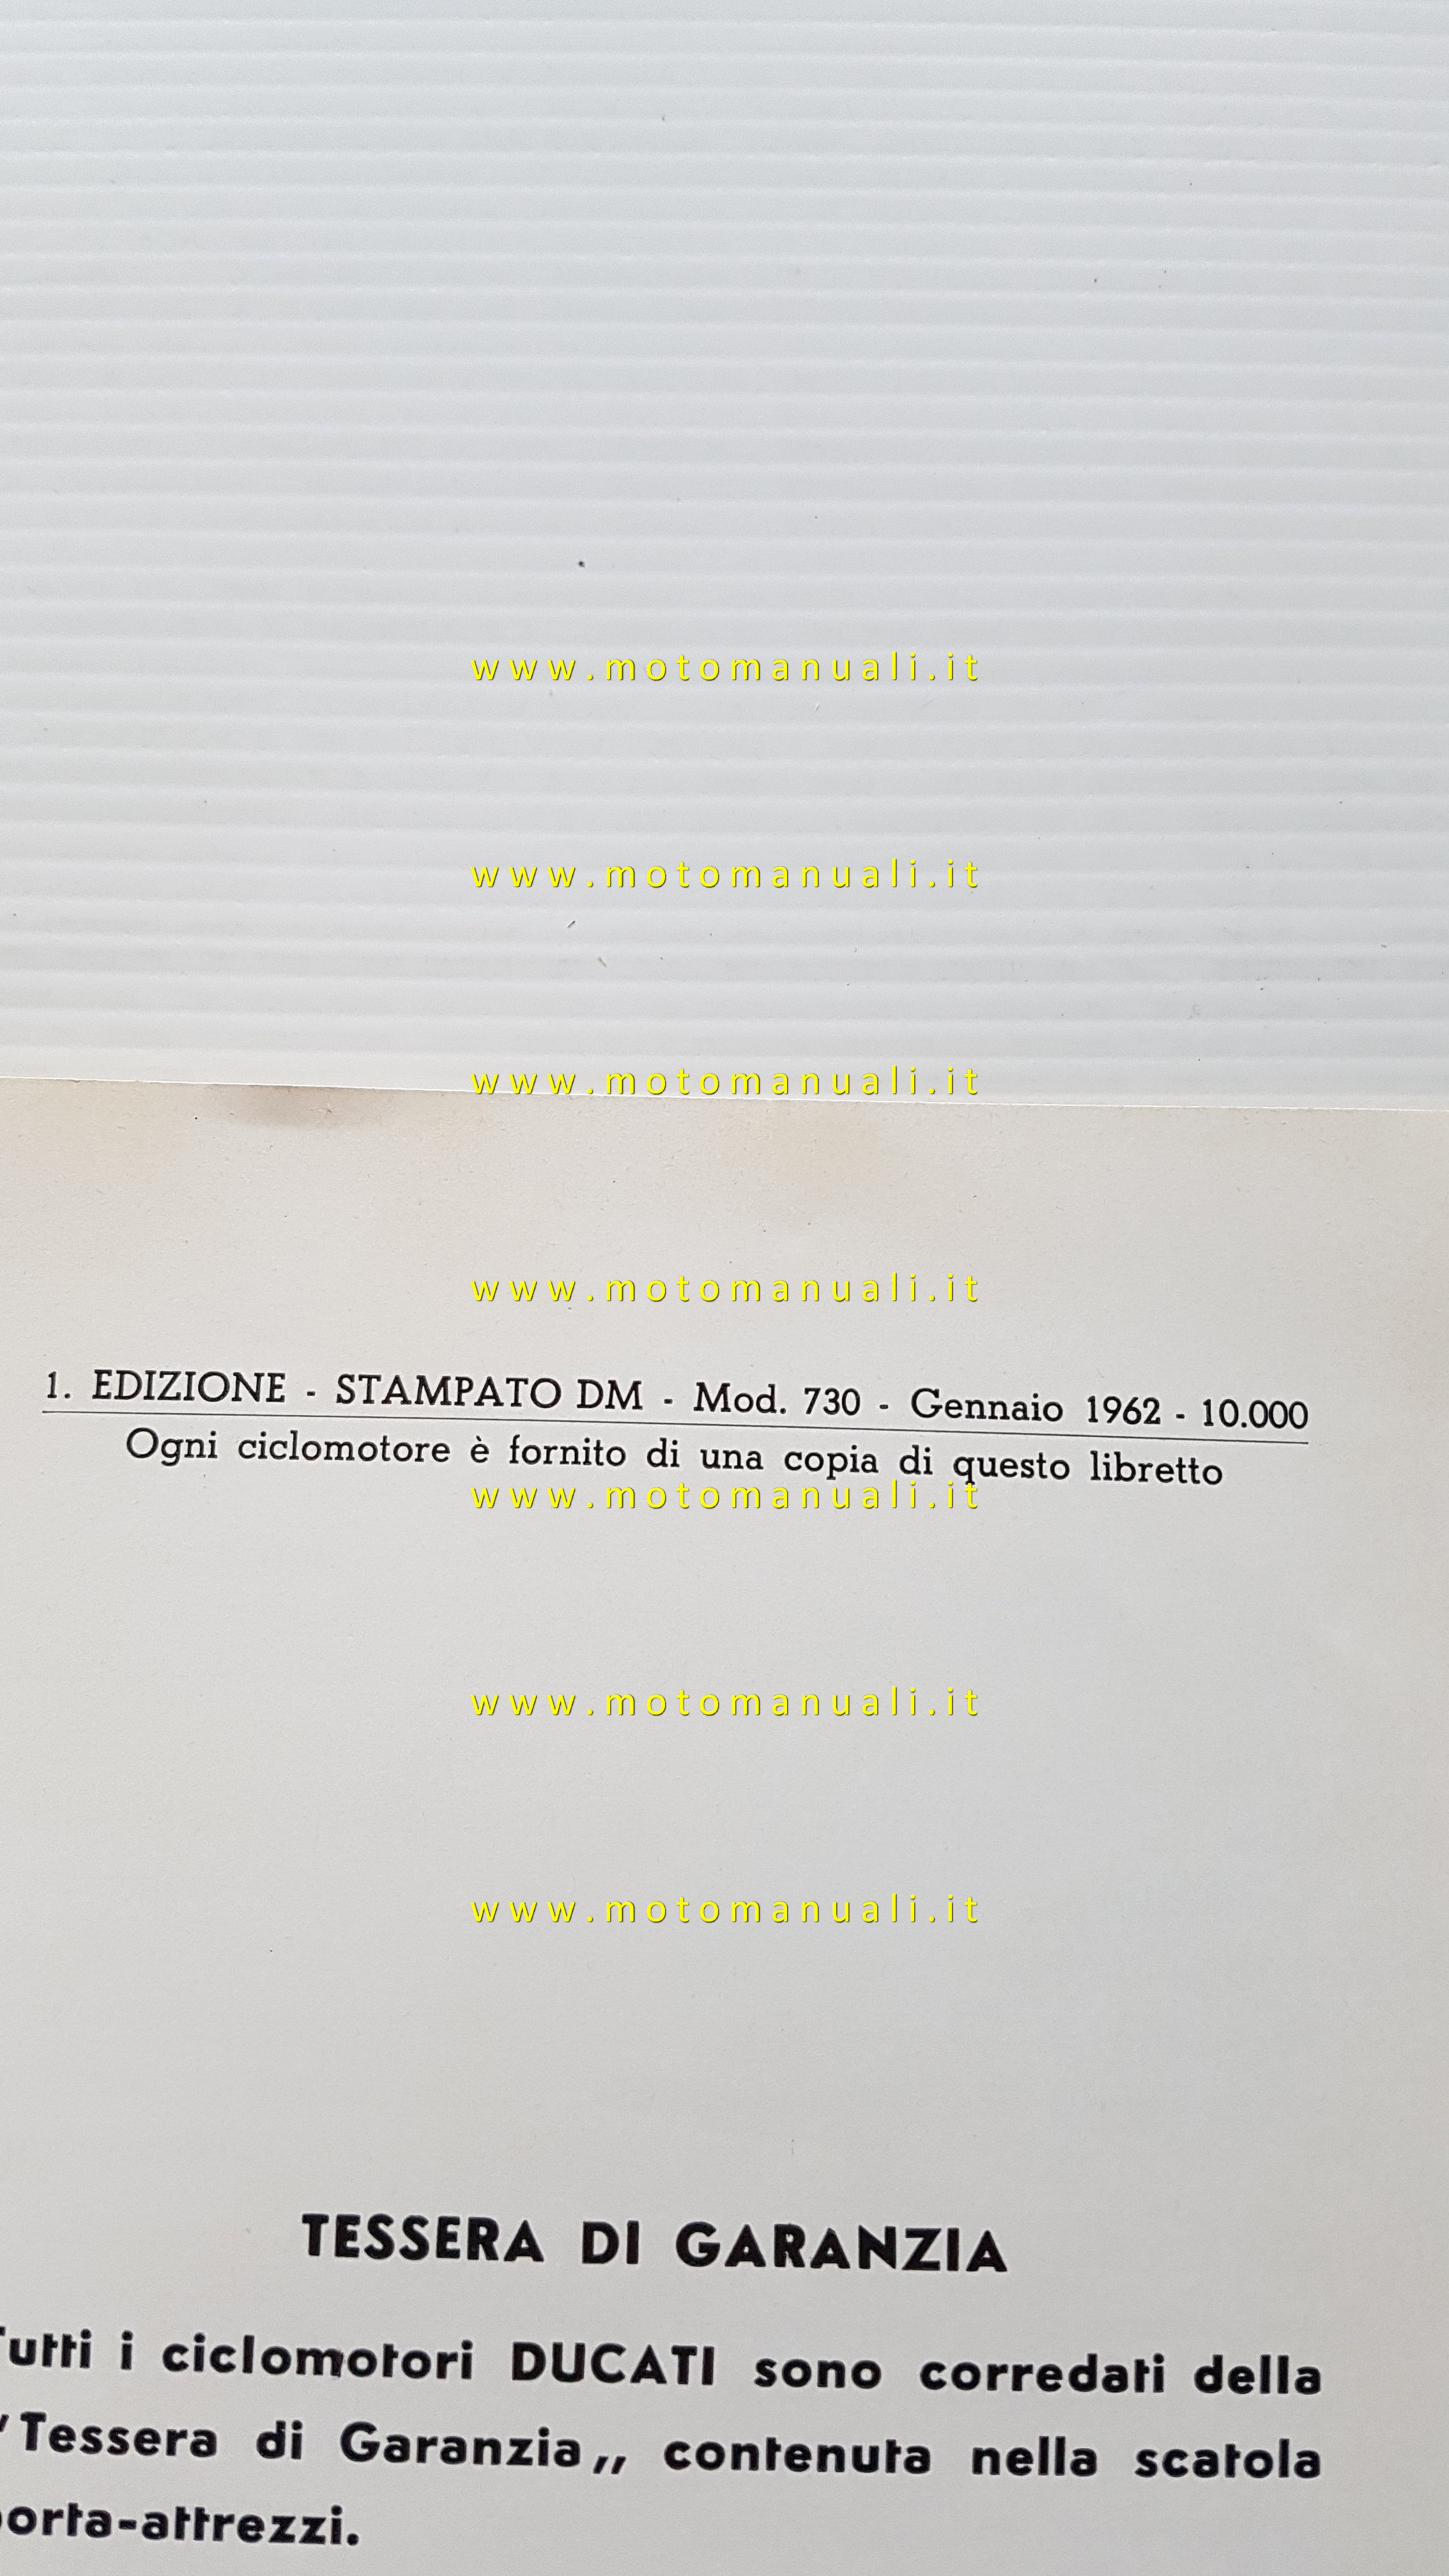 www.motomanuali.it
www.motomanuali.it
www.motomanuali.it
www.motomanuali.it
1. EDIZIONE - STAMPATO DM - Mod. 730 - Gennaio 1962 - 10.000
Ogni ciclomotore è fornito di una copia di questo libretto
www.motomanuali.it
www.motomanuali.it
www.motomanuali.it
TESSERA DI GARANZIA
Tutti i ciclomotori DUCATI sono corredati della
"Tessera di Garanzia„ contenuta nella scatola
porta-attrezzi.